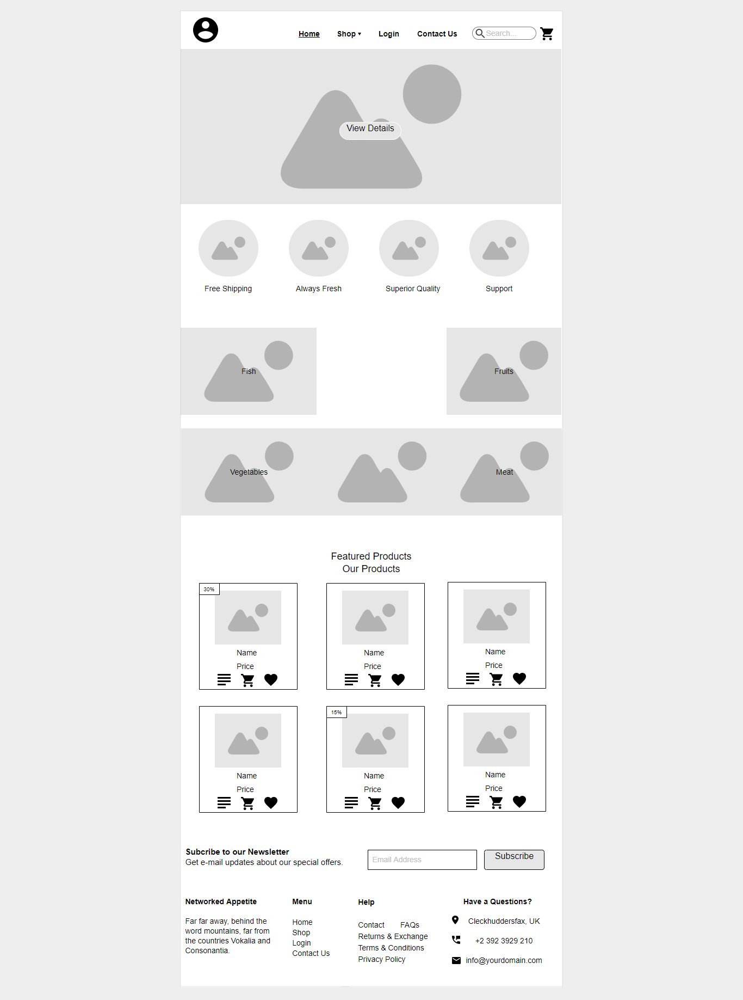 Home Shop Login Contact Us Search...
View Details
Free Shipping Always Fresh Superior Quality Support
Fish Fruits
Vegetables Meat
Featured Products
Our Products
30%
Name Name Name
Price Price Price
15%
Name Name Name
Price Price Price
Subcribe to our Newsletter
Get e-mail updates about our special offers.
Email Address
Subscribe
Networked Appetite
Far far away, behind the
word mountains, far from
the countries Vokalia and
Consonantia.
Menu
Home
Shop
Login
Contact Us
Help
Contact FAQs
Returns & Exchange
Terms & Conditions
Privacy Policy
Have a Questions?
Cleckhuddersfax, UK
+2 392 3929 210
info@yourdomain.com